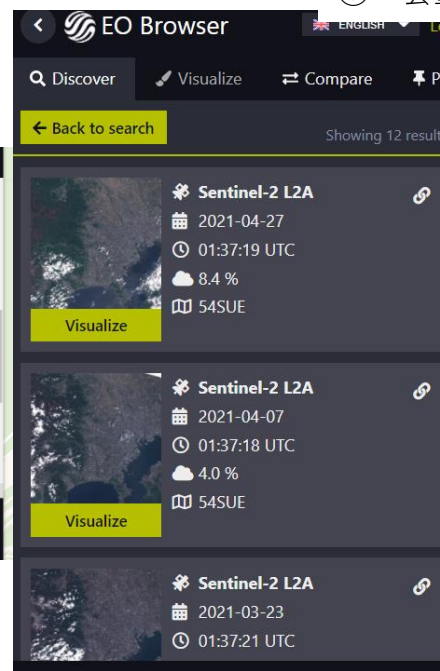 EO Browser
ENGLISH
Discover Visualize Compare
Back to search
Showing 12 result
Sentinel-2 L2A
2021-04-27
01:37:19 UTC
8.4 %
54SUE
Visualize
Sentinel-2 L2A
2021-04-07
01:37:18 UTC
4.0 %
54SUE
Visualize
Sentinel-2 L2A
2021-03-23
01:37:21 UTC